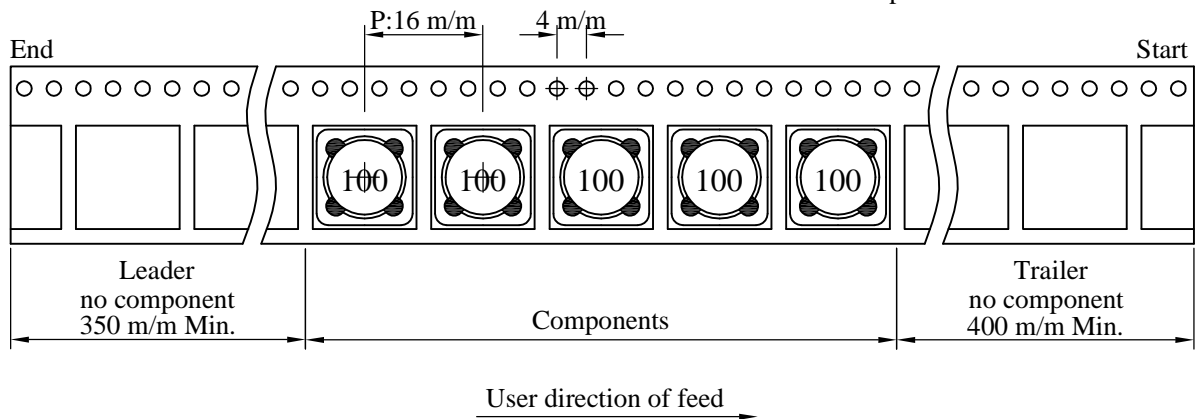 P:16 m/m
4 m/m
End
Start
100
100
100
100
100
Leader
no component
350 m/m Min.
Components
Trailer
no component
400 m/m Min.
User direction of feed